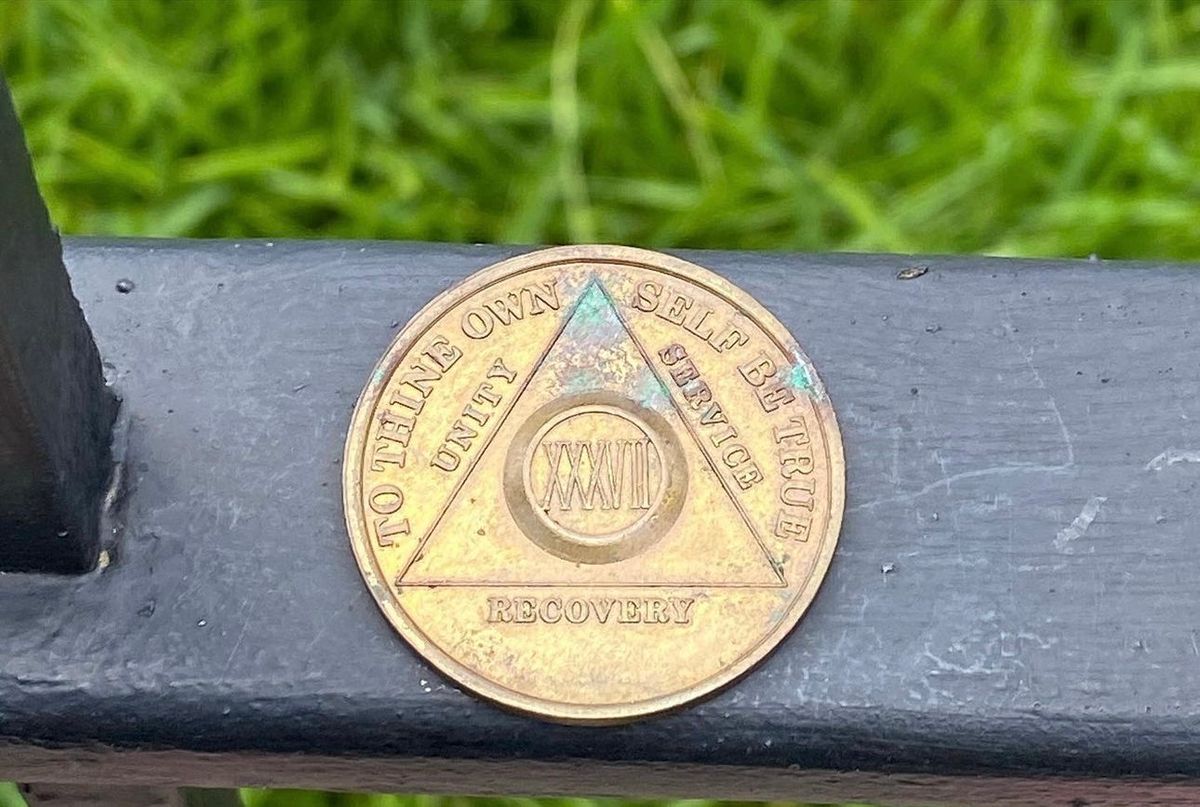 TO THINE OWN SELF BE TRUE
UNITY
SERVICE
XXXVII
RECOVERY